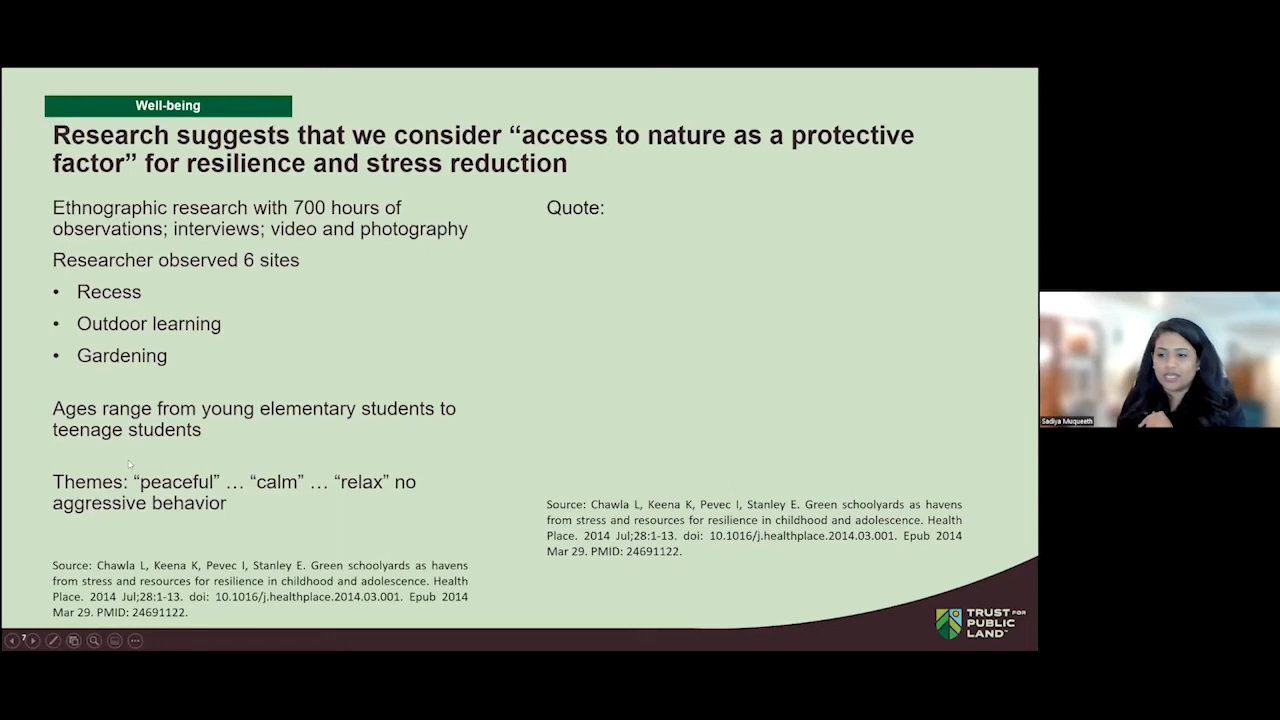 Well-being
Research suggests that we consider “access to nature as a protective
factor” for resilience and stress reduction
Ethnographic research with 700 hours of
observations; interviews; video and photography
Researcher observed 6 sites
• Recess
• Outdoor learning
• Gardening
Ages range from young elementary students to
teenage students
Themes: “peaceful” … “calm” … “relax” no
aggressive behavior
Source: Chawla L, Keena K, Pevec I, Stanley E. Green schoolyards as havens
from stress and resources for resilience in childhood and adolescence. Health
Place. 2014 Jul;28:1-13. doi: 10.1016/j.healthplace.2014.03.001. Epub 2014
Mar 29. PMID: 24691122.
Quote:
Source: Chawla L, Keena K, Pevec I, Stanley E. Green schoolyards as havens
from stress and resources for resilience in childhood and adolescence. Health
Place. 2014 Jul;28:1-13. doi: 10.1016/j.healthplace.2014.03.001. Epub 2014
Mar 29. PMID: 24691122.
7
TRUST FOR
PUBLIC
LAND™
Sadiya Muqueeth